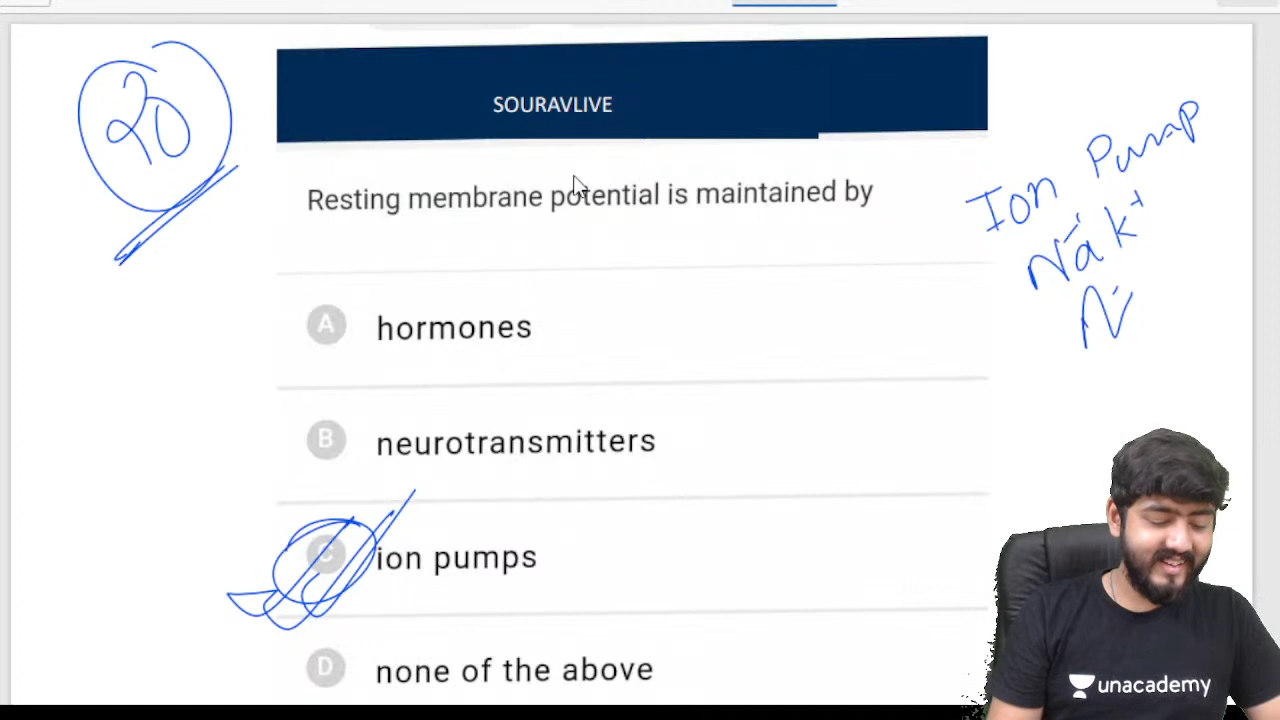 20
SOURAVLIVE
Resting membrane potential is maintained by
A hormones
B neurotransmitters
C ion pumps
D none of the above
Ion Pump
Na K+
N
unacademy